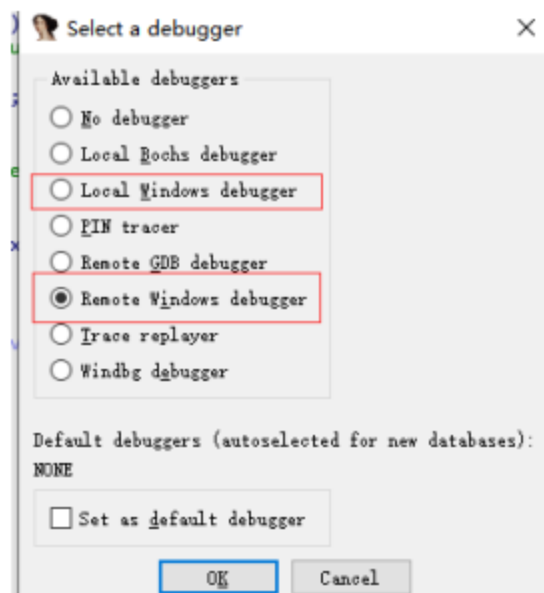 Select a debugger
Available debuggers
No debugger
Local Bochs debugger
Local Windows debugger
PIN tracer
Remote GDB debugger
Remote Windows debugger
Trace replayer
Windbg debugger
Default debuggers (autoselected for new databases):
NONE
Set as default debugger
OK Cancel